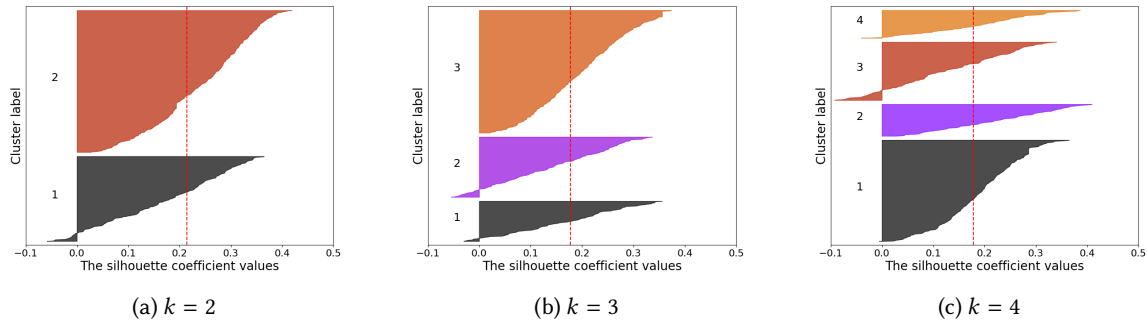 Cluster label
2
1
−0.1 0.0 0.1 0.2 0.3 0.4 0.5
The silhouette coefficient values
(a) k = 2
Cluster label
3
2
1
−0.1 0.0 0.1 0.2 0.3 0.4 0.5
The silhouette coefficient values
(b) k = 3
Cluster label
4
3
2
1
−0.1 0.0 0.1 0.2 0.3 0.4 0.5
The silhouette coefficient values
(c) k = 4